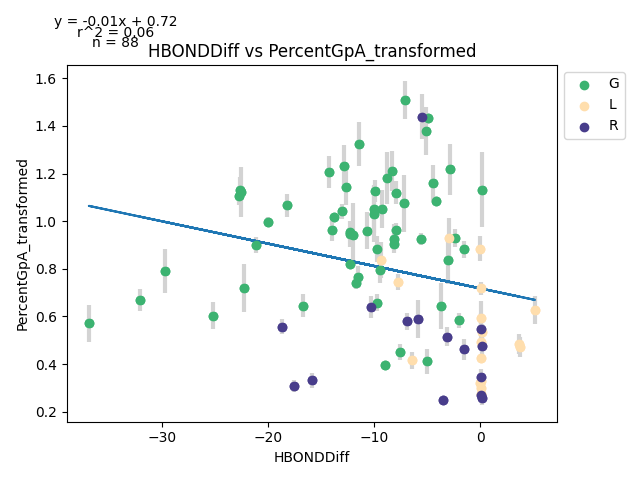 y = -0.01x + 0.72
r^2 = 0.06
n = 88
HBONDDiff vs PercentGpA_transformed
G
L
R
PercentGpA_transformed
1.6
1.4
1.2
1.0
0.8
0.6
0.4
0.2
−30 −20 −10 0
HBONDDiff